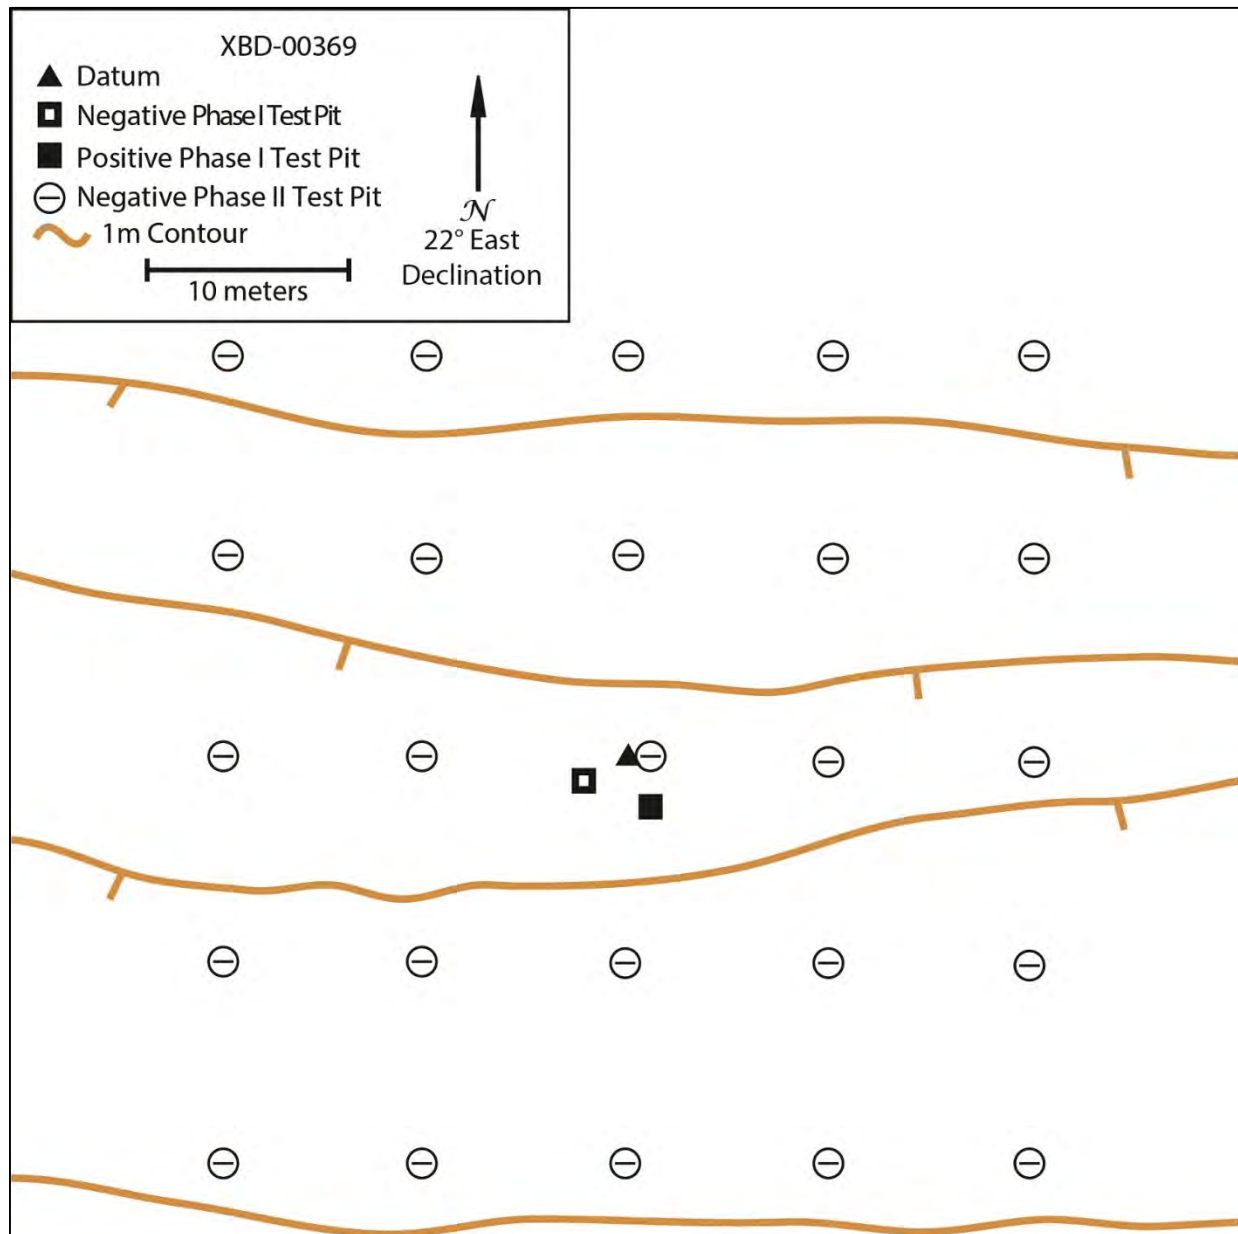 XBD-00369
Datum
Negative Phase I Test Pit
Positive Phase I Test Pit
Negative Phase II Test Pit
1m Contour
10 meters
N
22° East
Declination